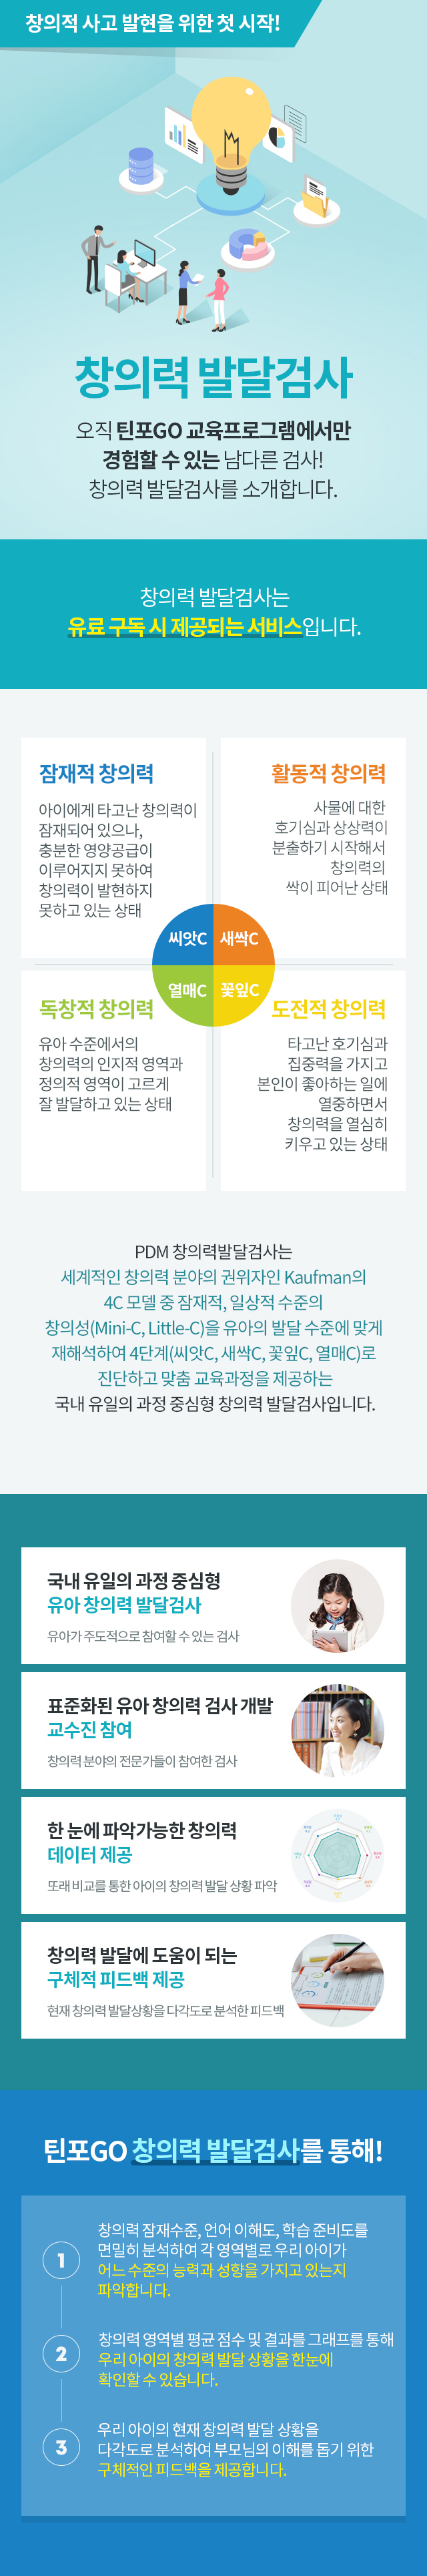 창의적 사고 발현을 위한 첫 시작!
창의력 발달검사
오직 틴포GO 교육프로그램에서만
경험할 수 있는 남다른 검사!
창의력 발달검사를 소개합니다.
창의력 발달검사는
유료 구독 시 제공되는 서비스입니다.
잠재적 창의력
아이에게 타고난 창의력이
잠재되어 있으나,
충분한 영양공급이
이루어지지 못하여
창의력이 발현하지
못하고 있는 상태
활동적 창의력
사물에 대한
호기심과 상상력이
분출하기 시작해서
창의력의
싹이 피어난 상태
씨앗C
새싹C
열매C
꽃잎C
독창적 창의력
유아 수준에서의
창의력의 인지적 영역과
정의적 영역이 고르게
잘 발달하고 있는 상태
도전적 창의력
타고난 호기심과
집중력을 가지고
본인이 좋아하는 일에
열중하면서
창의력을 열심히
키우고 있는 상태
PDM 창의력발달검사는
세계적인 창의력 분야의 권위자인 Kaufman의
4C 모델 중 잠재적, 일상적 수준의
창의성(Mini-C, Little-C)을 유아의 발달 수준에 맞게
재해석하여 4단계(씨앗C, 새싹C, 꽃잎C, 열매C)로
진단하고 맞춤 교육과정을 제공하는
국내 유일의 과정 중심형 창의력 발달검사입니다.
국내 유일의 과정 중심형
유아 창의력 발달검사
유아가 주도적으로 참여할 수 있는 검사
표준화된 유아 창의력 검사 개발
교수진 참여
창의력 분야의 전문가들이 참여한 검사
한 눈에 파악가능한 창의력
데이터 제공
또래 비교를 통한 아이의 창의력 발달 상황 파악
창의력 발달에 도움이 되는
구체적 피드백 제공
현재 창의력 발달상황을 다각도로 분석한 피드백
틴포GO 창의력 발달검사를 통해!
1
창의력 잠재수준, 언어 이해도, 학습 준비도를
면밀히 분석하여 각 영역별로 우리 아이가
어느 수준의 능력과 성향을 가지고 있는지
파악합니다.
2
창의력 영역별 평균 점수 및 결과를 그래프를 통해
우리 아이의 창의력 발달 상황을 한눈에
확인할 수 있습니다.
3
우리 아이의 현재 창의력 발달 상황을
다각도로 분석하여 부모님의 이해를 돕기 위한
구체적인 피드백을 제공합니다.